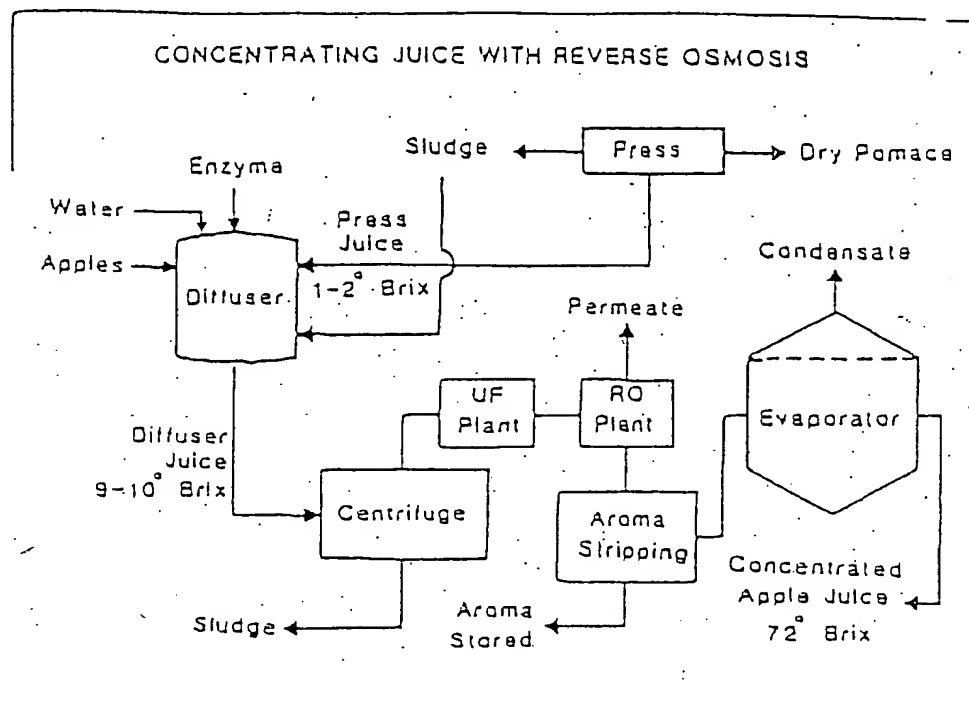 CONCENTRATING JUICE WITH REVERSE OSMOSIS
Sludge
Press
Dry Pomace
Enzyma
Water
Apples
Press
Juice
1-2° Brix
Diffuser
Condensate
Permeate
UF
Plant
RO
Plant
Evaporator
Diffuser
Juice
9-10° Brix
Centrifuge
Aroma
Stripping
Concentrated
Apple Juice
72° Brix
Sludge
Aroma
Stored